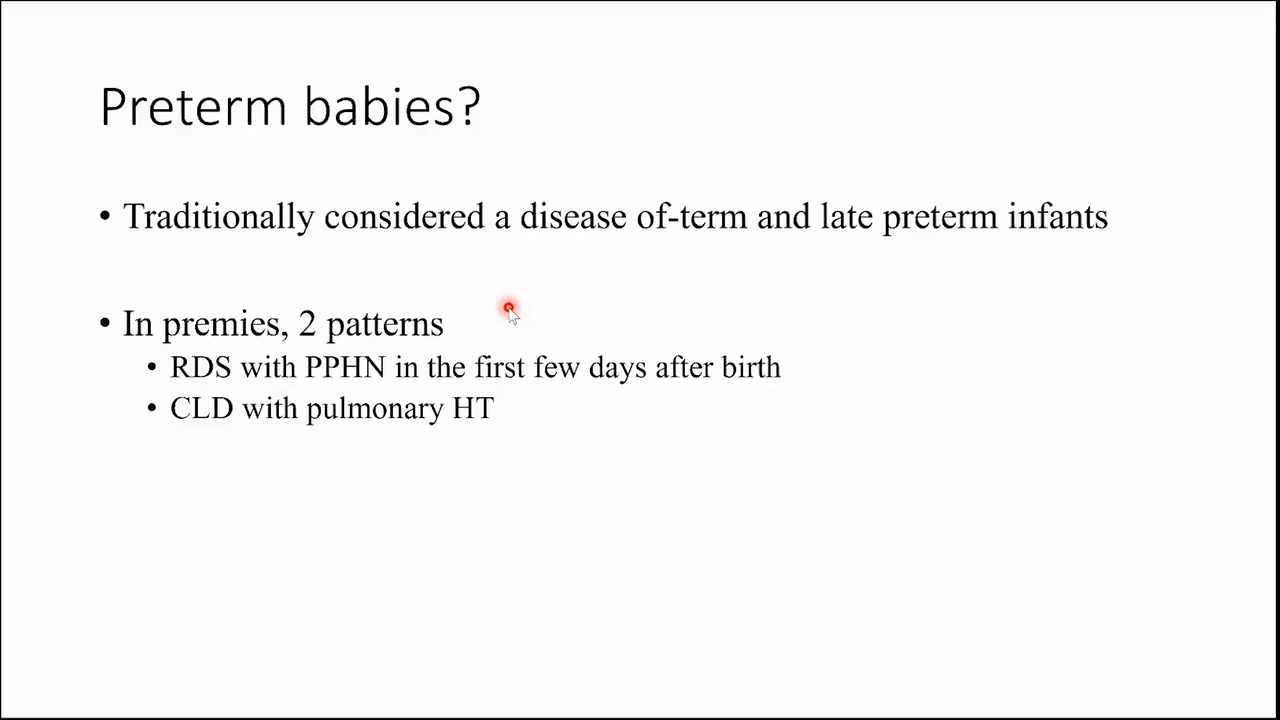 Preterm babies?
• Traditionally considered a disease of-term and late preterm infants
• In premies, 2 patterns
• RDS with PPHN in the first few days after birth
• CLD with pulmonary HT